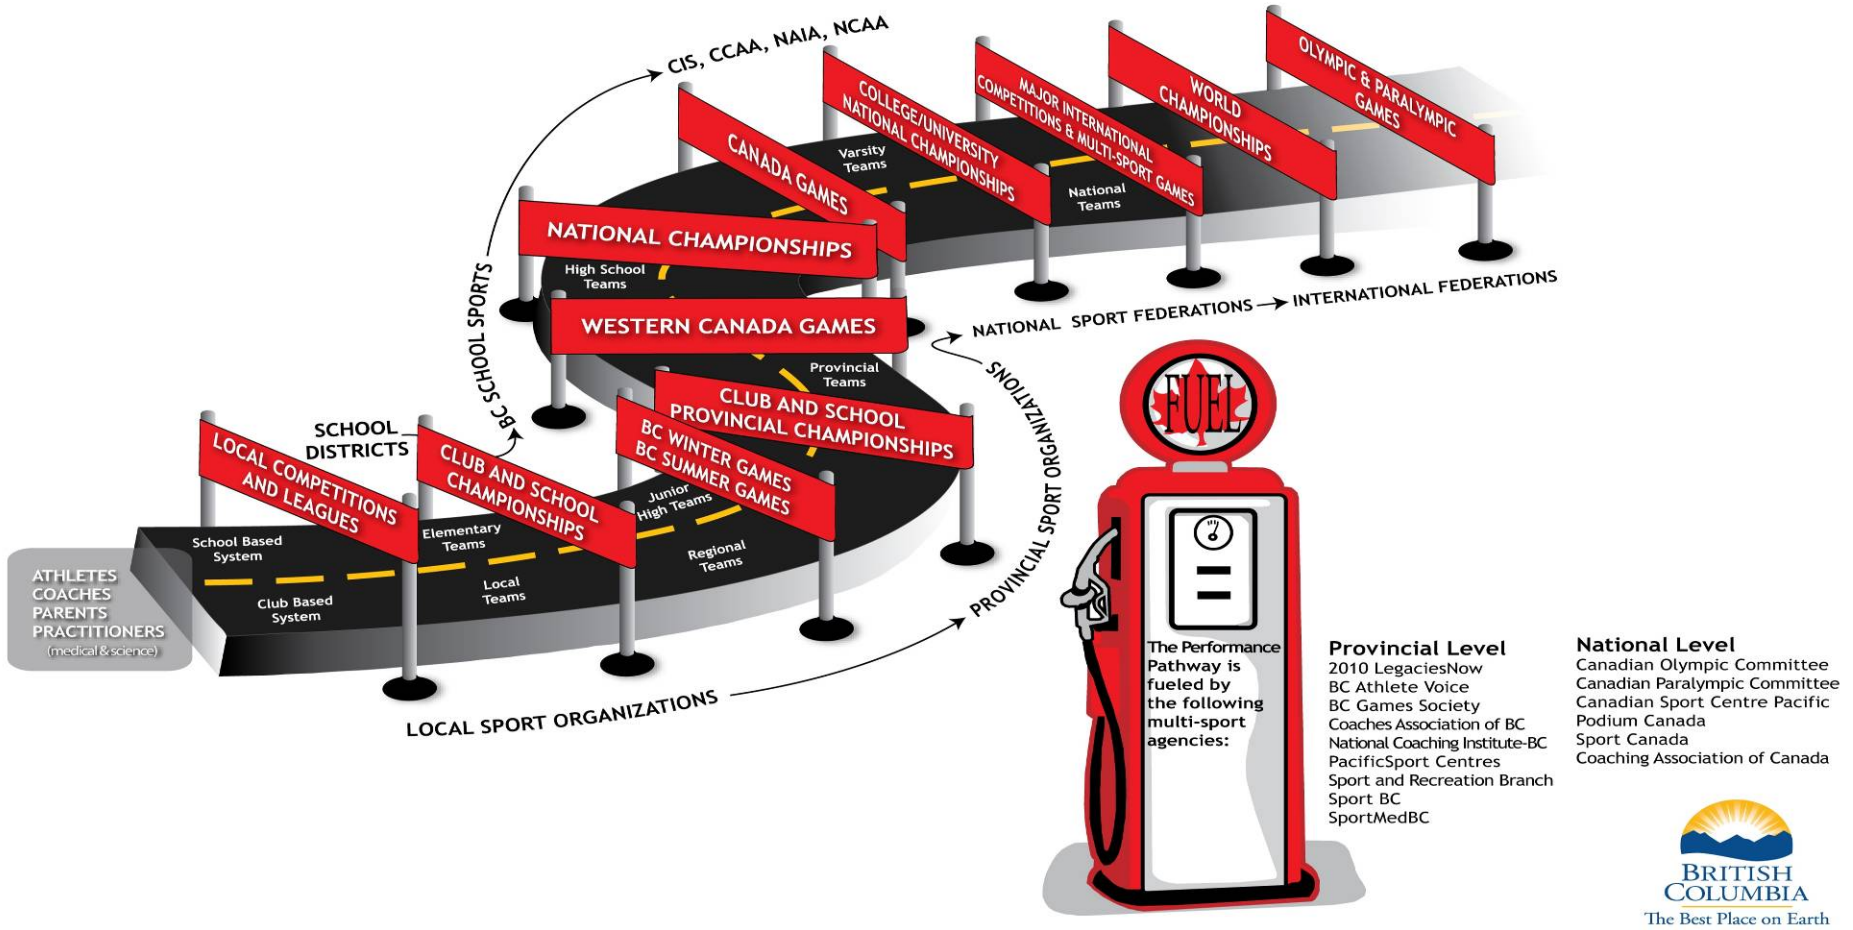 CIS, CCAA, NAIA, NCAA
OLYMPIC & PARALYMPIC
GAMES
WORLD
CHAMPIONSHIPS
MAJOR INTERNATIONAL
COMPETITIONS & MULTI-SPORT GAMES
COLLEGE/UNIVERSITY
NATIONAL CHAMPIONSHIPS
CANADA GAMES
Varsity
Teams
National
Teams
NATIONAL CHAMPIONSHIPS
High School
Teams
WESTERN CANADA GAMES
NATIONAL SPORT FEDERATIONS
INTERNATIONAL FEDERATIONS
BC SCHOOL SPORTS
Provincial
Teams
CLUB AND SCHOOL
PROVINCIAL CHAMPIONSHIPS
BC WINTER GAMES
BC SUMMER GAMES
SCHOOL
DISTRICTS
CLUB AND SCHOOL
CHAMPIONSHIPS
LOCAL COMPETITIONS
AND LEAGUES
Junior
High Teams
Elementary
Teams
School Based
System
Regional
Teams
Local
Teams
Club Based
System
ATHLETES
COACHES
PARENTS
PRACTITIONERS
(medical & science)
LOCAL SPORT ORGANIZATIONS
PROVINCIAL SPORT ORGANIZATIONS
FUEL
The Performance
Pathway is
fueled by
the following
multi-sport
agencies:
Provincial Level
2010 LegaciesNow
BC Athlete Voice
BC Games Society
Coaches Association of BC
National Coaching Institute-BC
PacificSport Centres
Sport and Recreation Branch
Sport BC
SportMedBC
National Level
Canadian Olympic Committee
Canadian Paralympic Committee
Canadian Sport Centre Pacific
Podium Canada
Sport Canada
Coaching Association of Canada
BRITISH
COLUMBIA
The Best Place on Earth